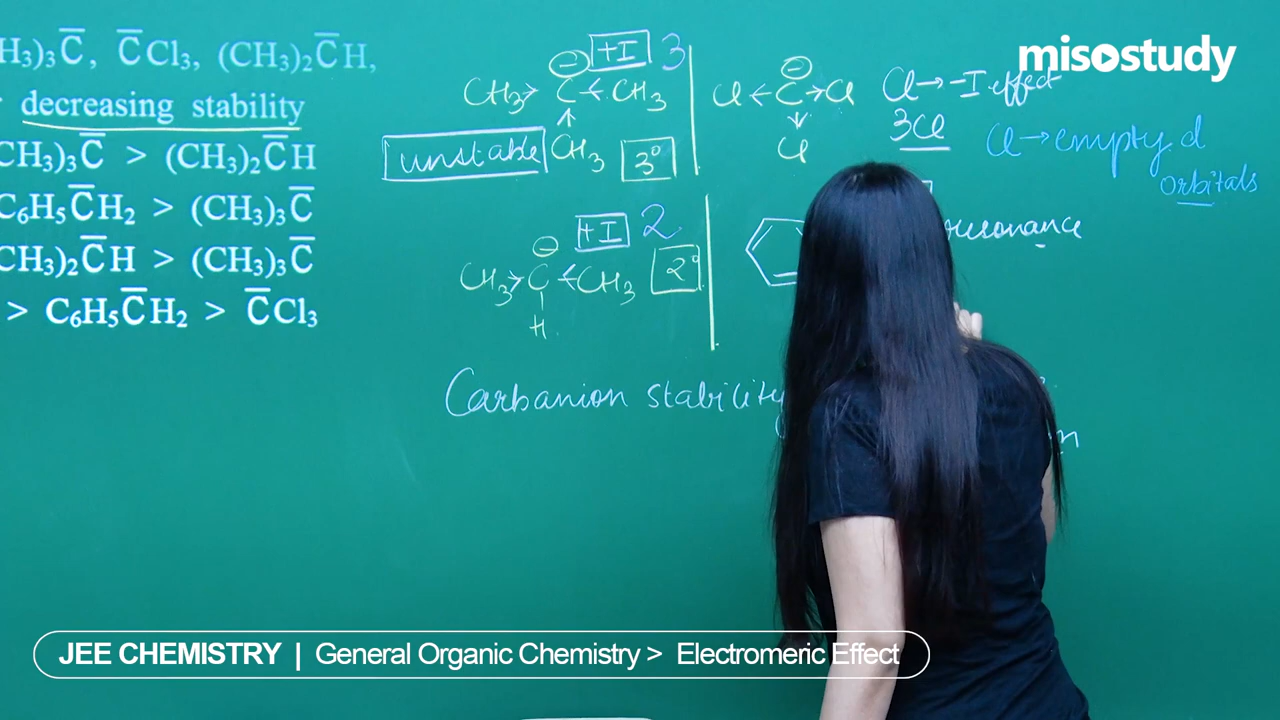 H₃)₃C̅, C̅Cl₃, (CH₃)₂C̅H,
decreasing stability
CH₃)₃C̅ > (CH₃)₂C̅H
C₆H₅C̅H₂ > (CH₃)₃C̅
CH₃)₂C̅H > (CH₃)₃C̅
> C₆H₅C̅H₂ > C̅Cl₃
⊖ +I 3
CH₃→ C ← CH₃
↑
unstable CH₃ 3°
⊖ +I 2
CH₃→ C ←CH₃ 2°
H
⊖
Cl ← C → Cl
↓
Cl
Cl → -I effect
3Cl
Cl → empty d
orbitals
resonance
Carbanion stability
misostudy
JEE CHEMISTRY | General Organic Chemistry > Electromeric Effect